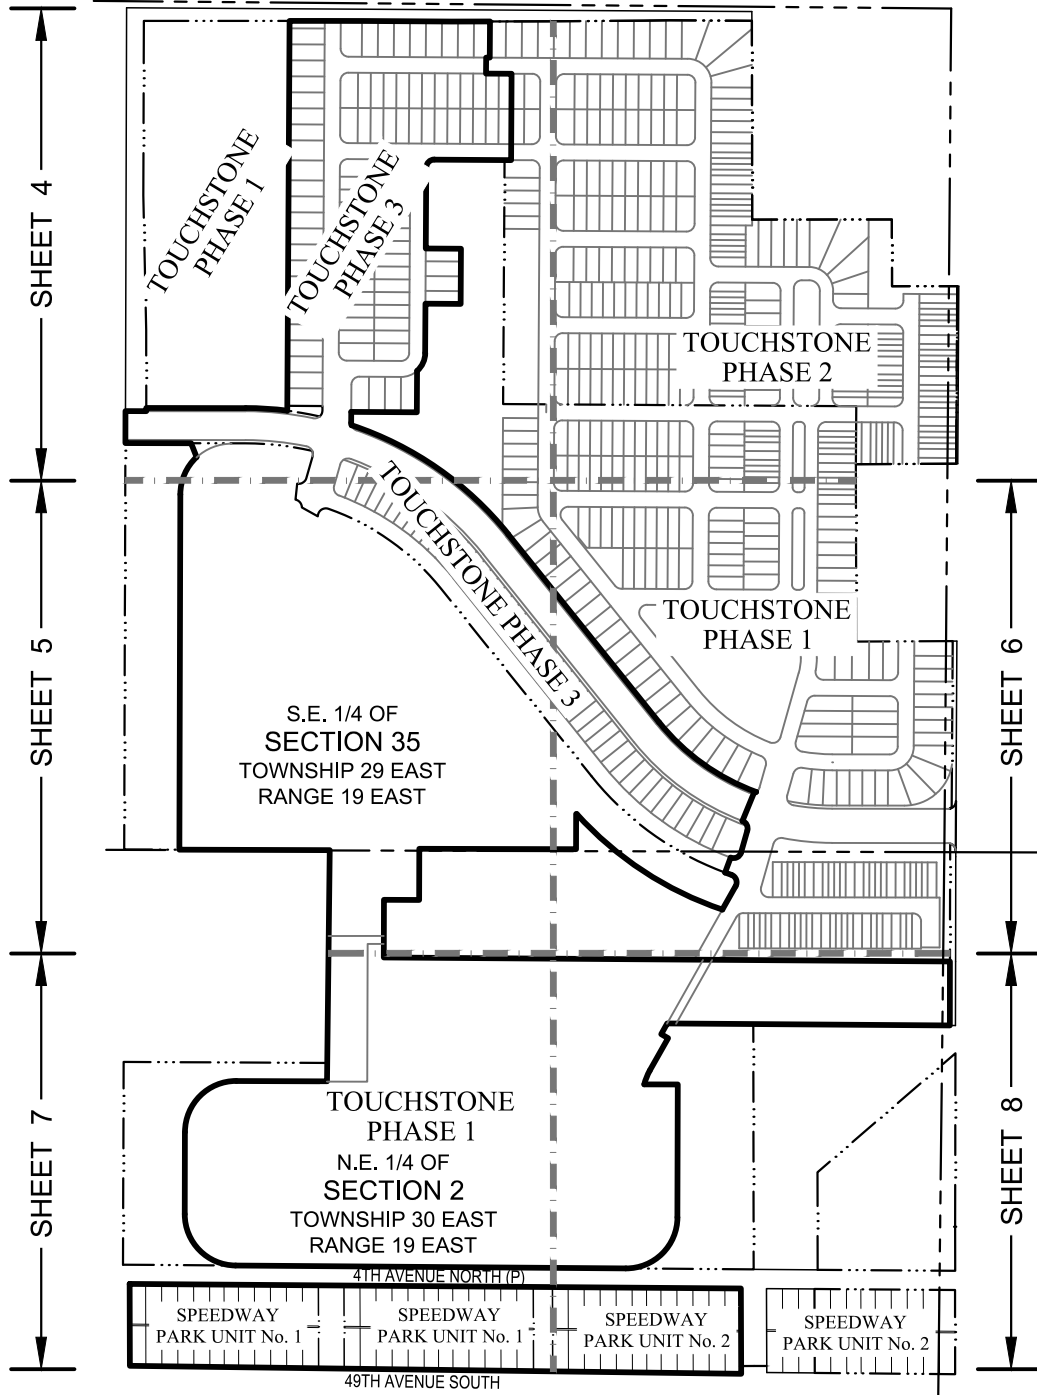 SHEET 4
TOUCHSTONE
PHASE 1
TOUCHSTONE
PHASE 3
TOUCHSTONE
PHASE 2
TOUCHSTONE PHASE 3
SHEET 5
TOUCHSTONE
PHASE 1
SHEET 6
S.E. 1/4 OF
SECTION 35
TOWNSHIP 29 EAST
RANGE 19 EAST
SHEET 7
TOUCHSTONE
PHASE 1
N.E. 1/4 OF
SECTION 2
TOWNSHIP 30 EAST
RANGE 19 EAST
SHEET 8
4TH AVENUE NORTH (P)
SPEEDWAY
PARK UNIT No. 1
SPEEDWAY
PARK UNIT No. 1
SPEEDWAY
PARK UNIT No. 2
SPEEDWAY
PARK UNIT No. 2
49TH AVENUE SOUTH